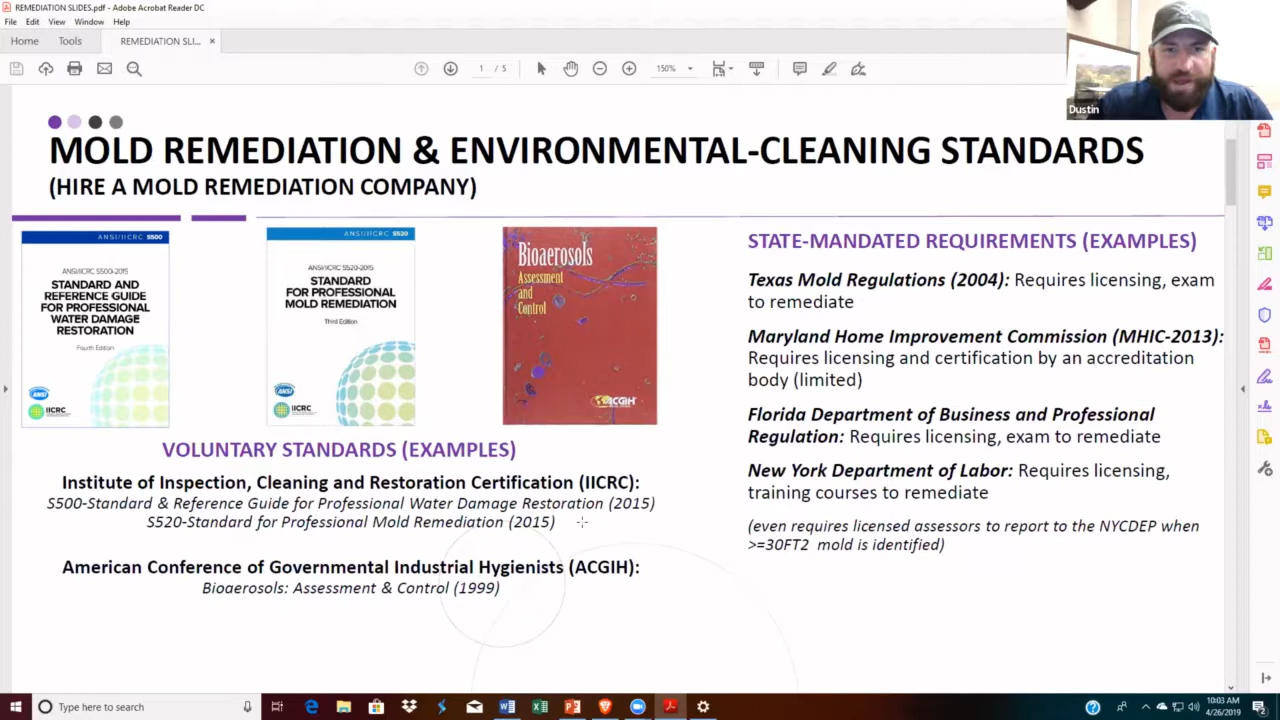 REMEDIATION SLIDES.pdf - Adobe Acrobat Reader DC
File Edit View Window Help
Home Tools REMEDIATION SLI... ×
1 / 5 150%
Dustin
MOLD REMEDIATION & ENVIRONMENTAL-CLEANING STANDARDS
(HIRE A MOLD REMEDIATION COMPANY)
ANSI/IICRC S500
ANSI/IICRC S500-2015
STANDARD AND
REFERENCE GUIDE
FOR PROFESSIONAL
WATER DAMAGE
RESTORATION
Fourth Edition
ANSI
IICRC
ANSI/IICRC S520
ANSI/IICRC S520-2015
STANDARD
FOR PROFESSIONAL
MOLD REMEDIATION
Third Edition
ANSI
IICRC
Bioaerosols
Assessment
and
Control
ACGIH
VOLUNTARY STANDARDS (EXAMPLES)
Institute of Inspection, Cleaning and Restoration Certification (IICRC):
S500-Standard & Reference Guide for Professional Water Damage Restoration (2015)
S520-Standard for Professional Mold Remediation (2015)
American Conference of Governmental Industrial Hygienists (ACGIH):
Bioaerosols: Assessment & Control (1999)
STATE-MANDATED REQUIREMENTS (EXAMPLES)
Texas Mold Regulations (2004): Requires licensing, exam
to remediate
Maryland Home Improvement Commission (MHIC-2013):
Requires licensing and certification by an accreditation
body (limited)
Florida Department of Business and Professional
Regulation: Requires licensing, exam to remediate
New York Department of Labor: Requires licensing,
training courses to remediate
(even requires licensed assessors to report to the NYCDEP when
>=30FT2 mold is identified)
Type here to search
10:03 AM
4/26/2019